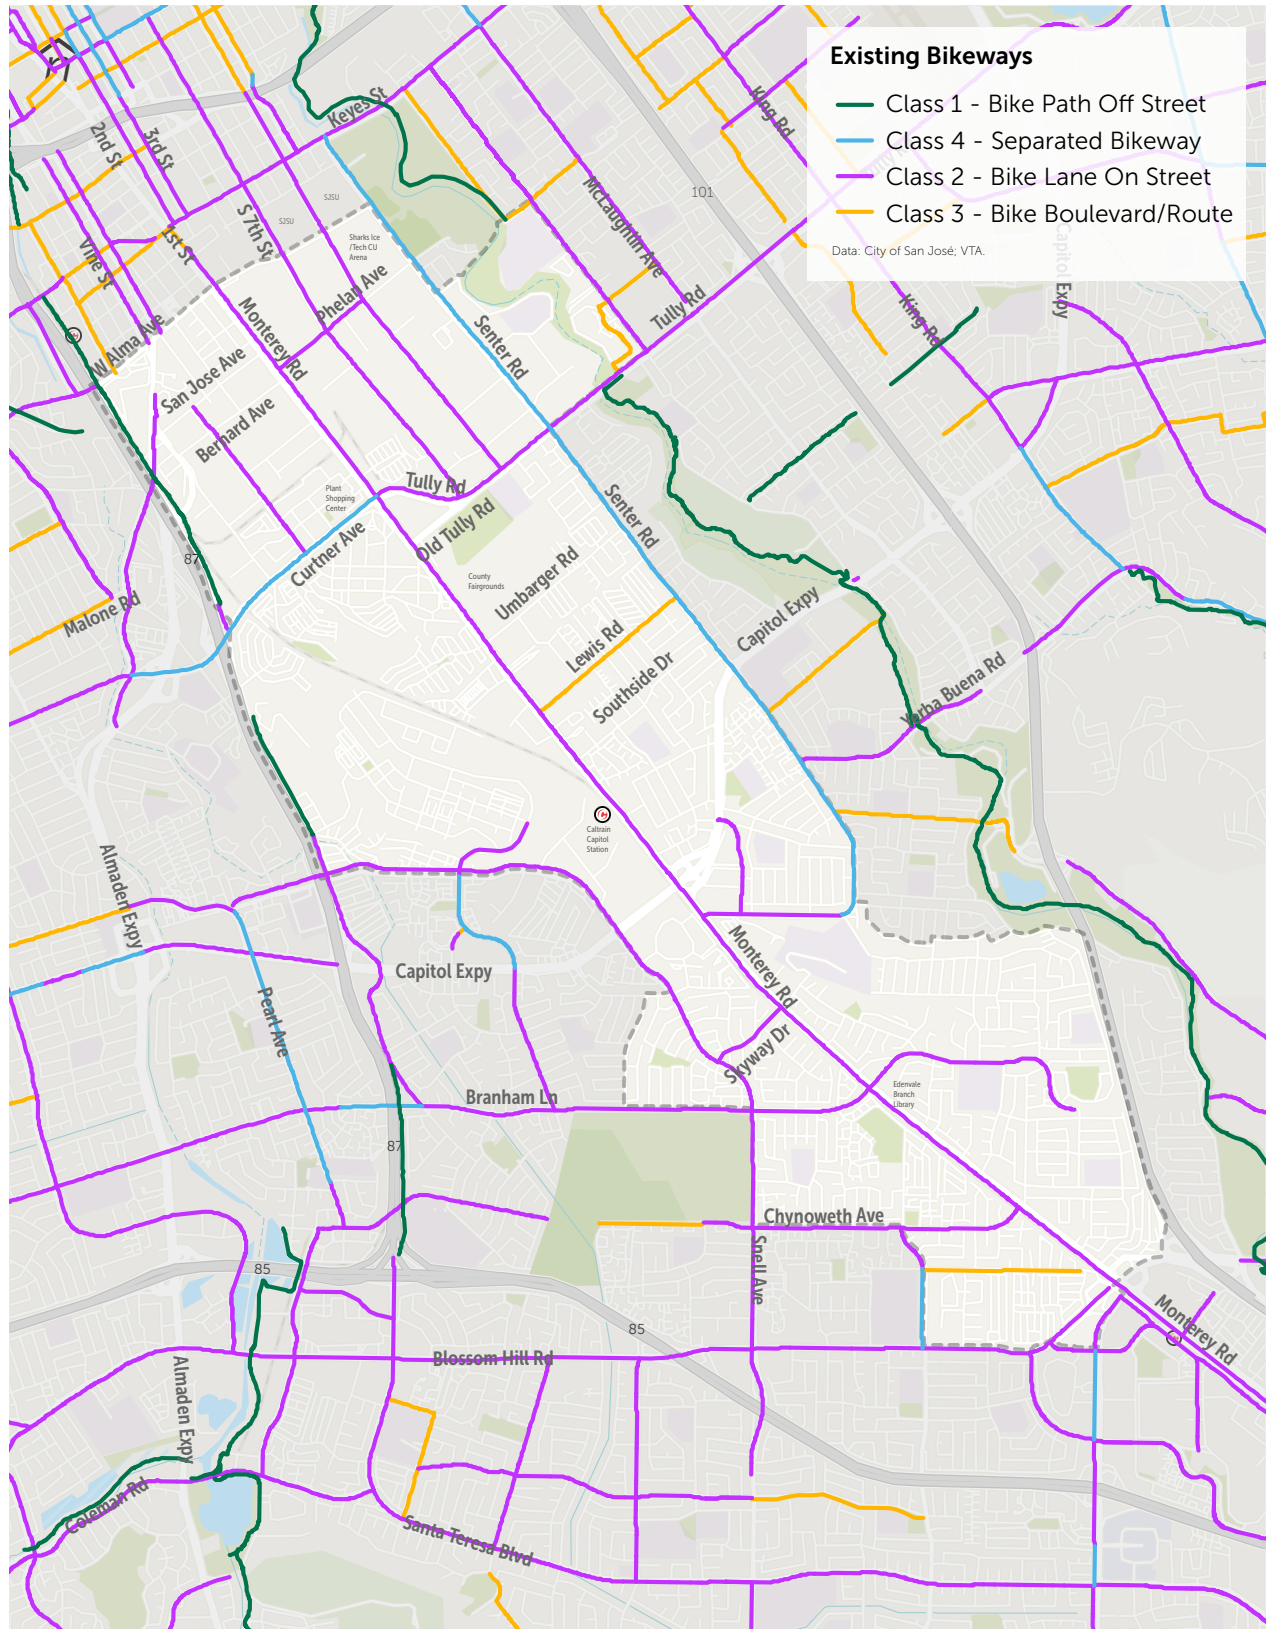 Existing Bikeways
Class 1 - Bike Path Off Street
Class 4 - Separated Bikeway
Class 2 - Bike Lane On Street
Class 3 - Bike Boulevard/Route
Data: City of San José; VTA.
Keyes St
King Rd
2nd St
3rd St
101
McLaughlin Ave
SJSU
SJSU
S 7th St
1st St
Vine St
Sharks Ice
/Tech CU
Arena
Capitol Expy
Phelan Ave
Tully Rd
King Rd
Monterey Rd
Senter Rd
W Alma Ave
San Jose Ave
Bernard Ave
Tully Rd
Plant
Shopping
Center
Old Tully Rd
Senter Rd
Curtner Ave
87
County
Fairgrounds
Umbarger Rd
Malone Rd
Capitol Expy
Lewis Rd
Southside Dr
Yerba Buena Rd
Caltrain
Capitol
Station
Almaden Expy
Monterey Rd
Capitol Expy
Pearl Ave
Skyway Dr
Branham Ln
Edenvale
Branch
Library
87
Chynoweth Ave
Snell Ave
85
Monterey Rd
85
Blossom Hill Rd
Almaden Expy
Coleman Rd
Santa Teresa Blvd